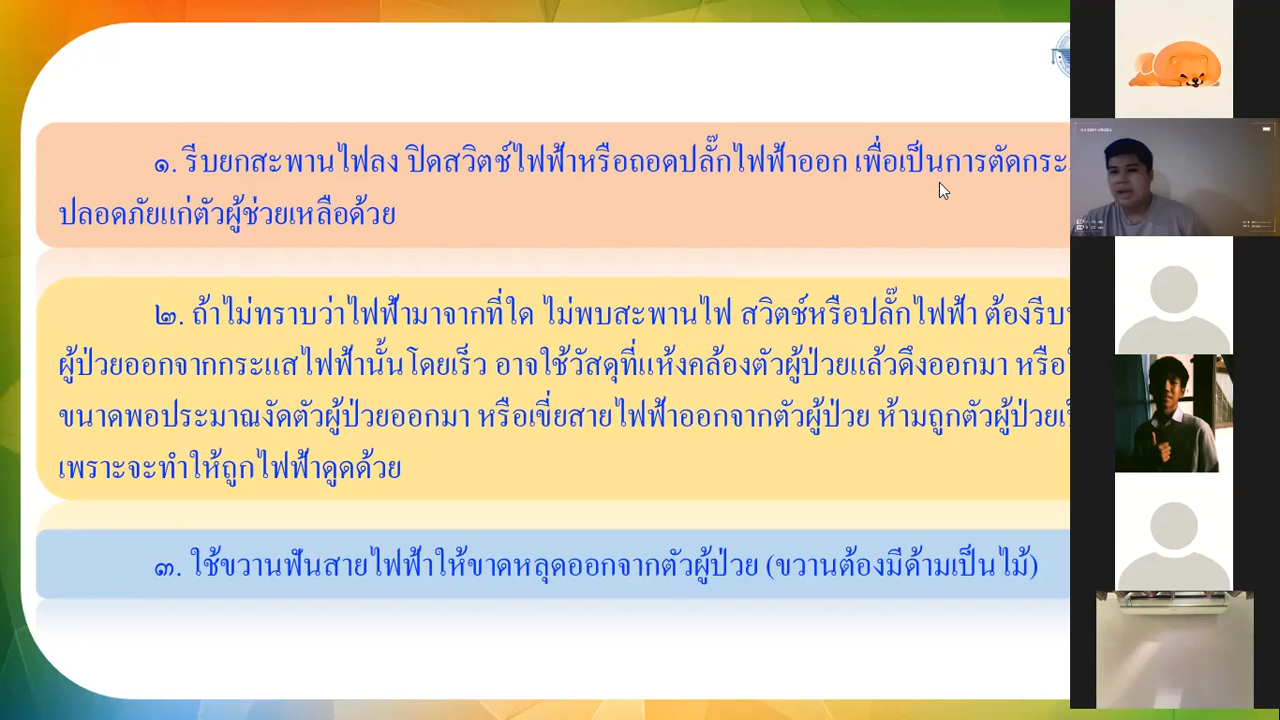 ๑. รีบยกสะพานไฟลง ปิดสวิตช์ไฟฟ้าหรือถอดปลั๊กไฟฟ้าออก เพื่อเป็นการตัดกระ
ปลอดภัยแก่ตัวผู้ช่วยเหลือด้วย
๒. ถ้าไม่ทราบว่าไฟฟ้ามาจากที่ใด ไม่พบสะพานไฟ สวิตช์หรือปลั๊กไฟฟ้า ต้องรีบ
ผู้ป่วยออกจากกระแสไฟฟ้านั้นโดยเร็ว อาจใช้วัสดุที่แห้งคล้องตัวผู้ป่วยแล้วดึงออกมา หรือ
ขนาดพอประมาณงัดตัวผู้ป่วยออกมา หรือเขี่ยสายไฟฟ้าออกจากตัวผู้ป่วย ห้ามถูกตัวผู้ป่วย
เพราะจะทำให้ถูกไฟฟ้าดูดด้วย
๓. ใช้ขวานฟันสายไฟฟ้าให้ขาดหลุดออกจากตัวผู้ป่วย (ขวานต้องมีด้ามเป็นไม้)